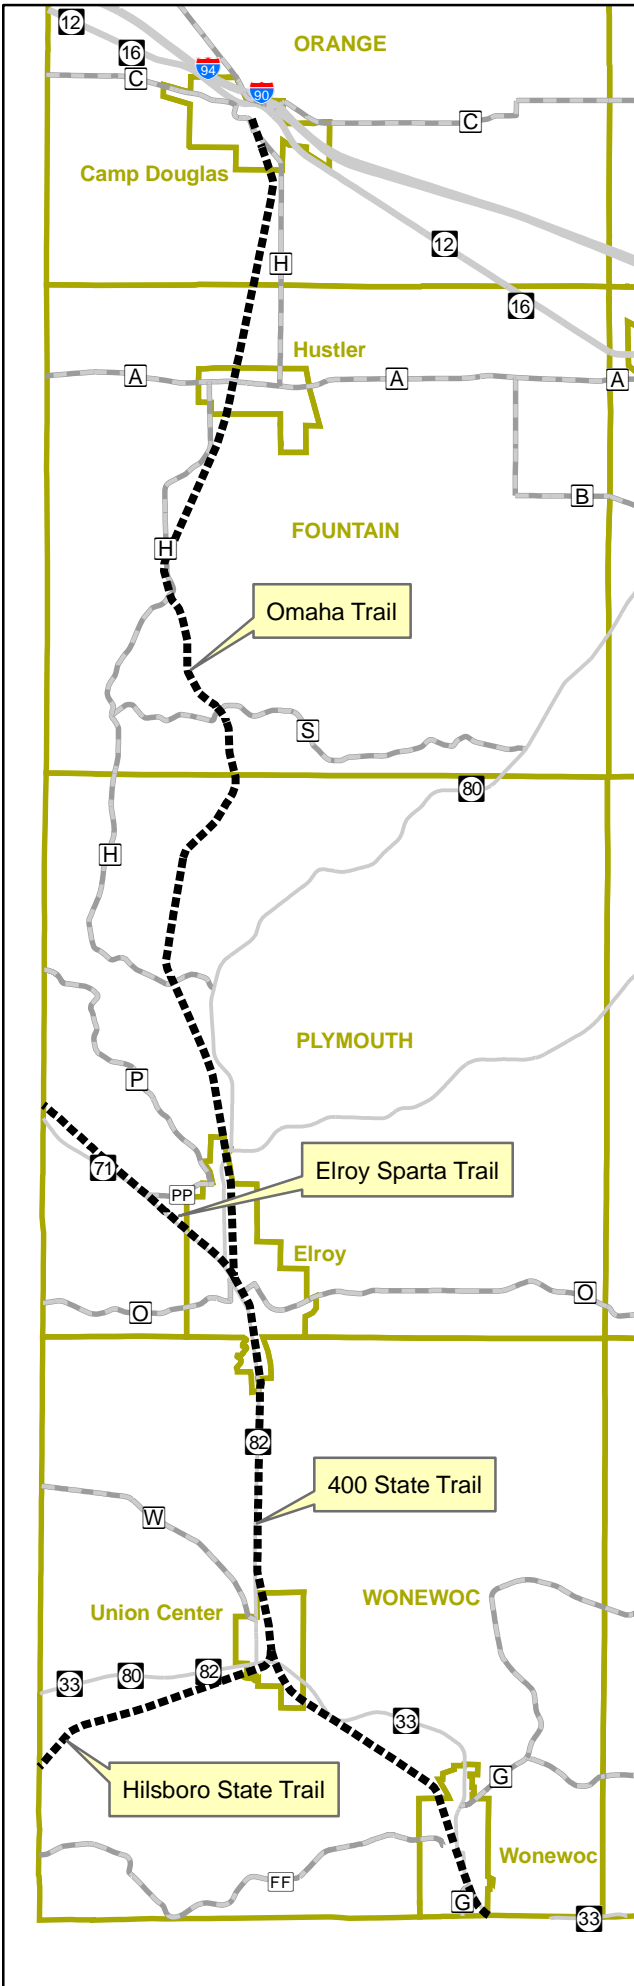 12
ORANGE
16
94
C
90
C
Camp Douglas
12
H
16
Hustler
A
A
A
B
FOUNTAIN
H
Omaha Trail
S
80
H
PLYMOUTH
P
71
Elroy Sparta Trail
PP
Elroy
O
O
82
400 State Trail
W
WONEWOC
Union Center
82
80
33
33
G
Hilsboro State Trail
Wonewoc
FF
G
33